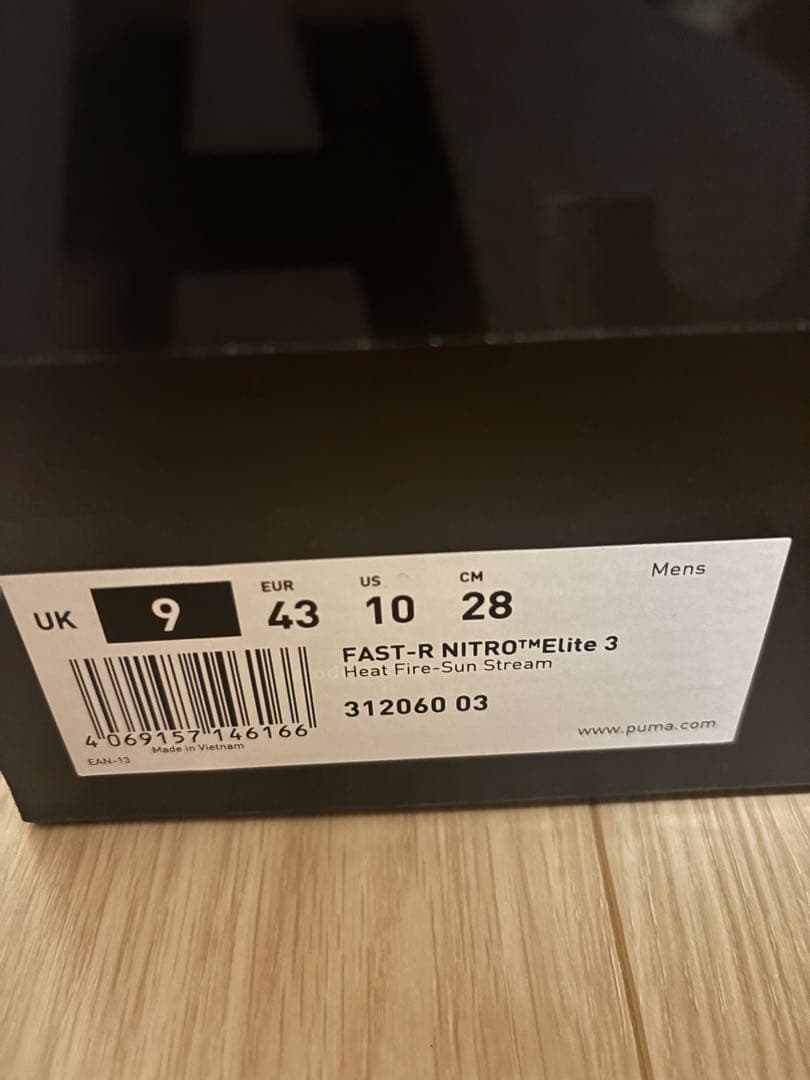 Mens
UK 9 EUR 43 US 10 CM 28
FAST-R NITRO™Elite 3
Heat Fire-Sun Stream
312060 03
4 069157 146166
Made in Vietnam
EAN-13
www.puma.com